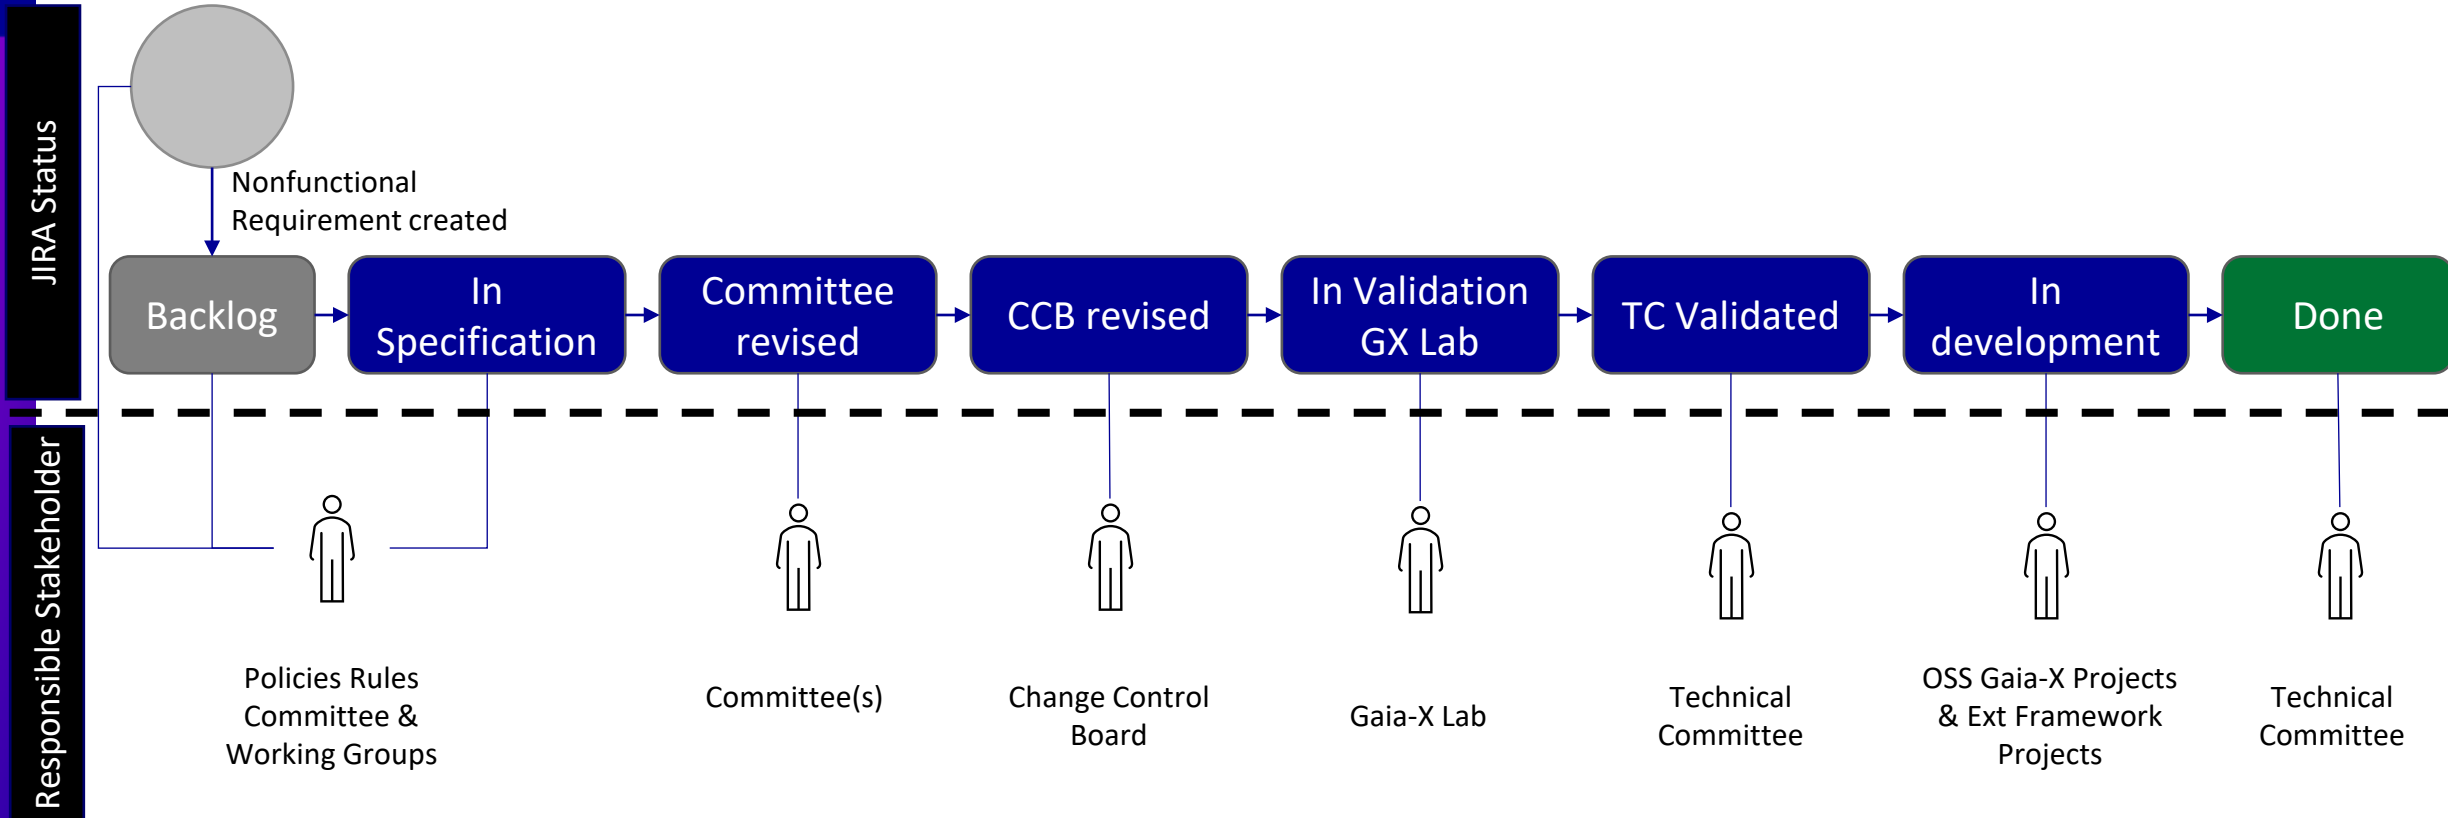 JIRA Status
Nonfunctional
Requirement created
Backlog
In
Specification
Committee
revised
CCB revised
In Validation
GX Lab
TC Validated
In
development
Done
Responsible Stakeholder
Policies Rules
Committee &
Working Groups
Committee(s)
Change Control
Board
Gaia-X Lab
Technical
Committee
OSS Gaia-X Projects
& Ext Framework
Projects
Technical
Committee